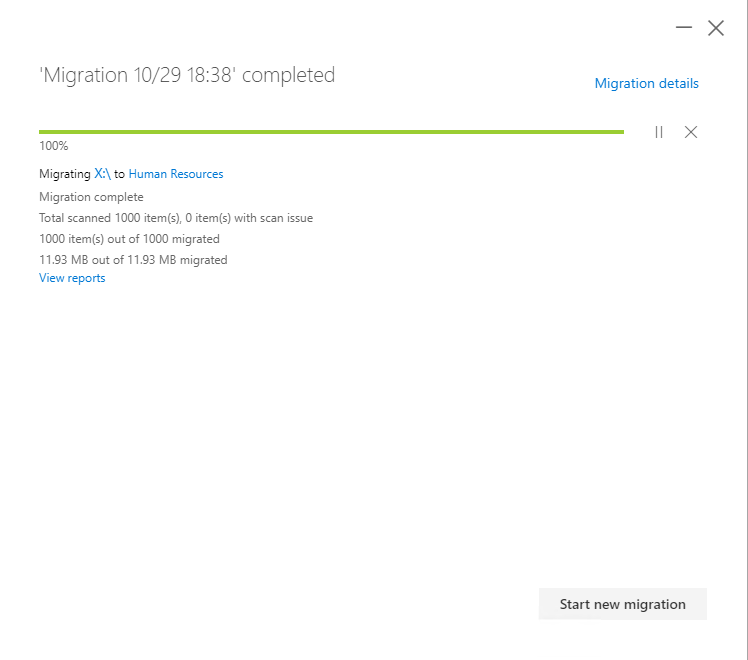 'Migration 10/29 18:38' completed
Migration details
100%
Migrating X:\ to Human Resources
Migration complete
Total scanned 1000 item(s), 0 item(s) with scan issue
1000 item(s) out of 1000 migrated
11.93 MB out of 11.93 MB migrated
View reports
Start new migration